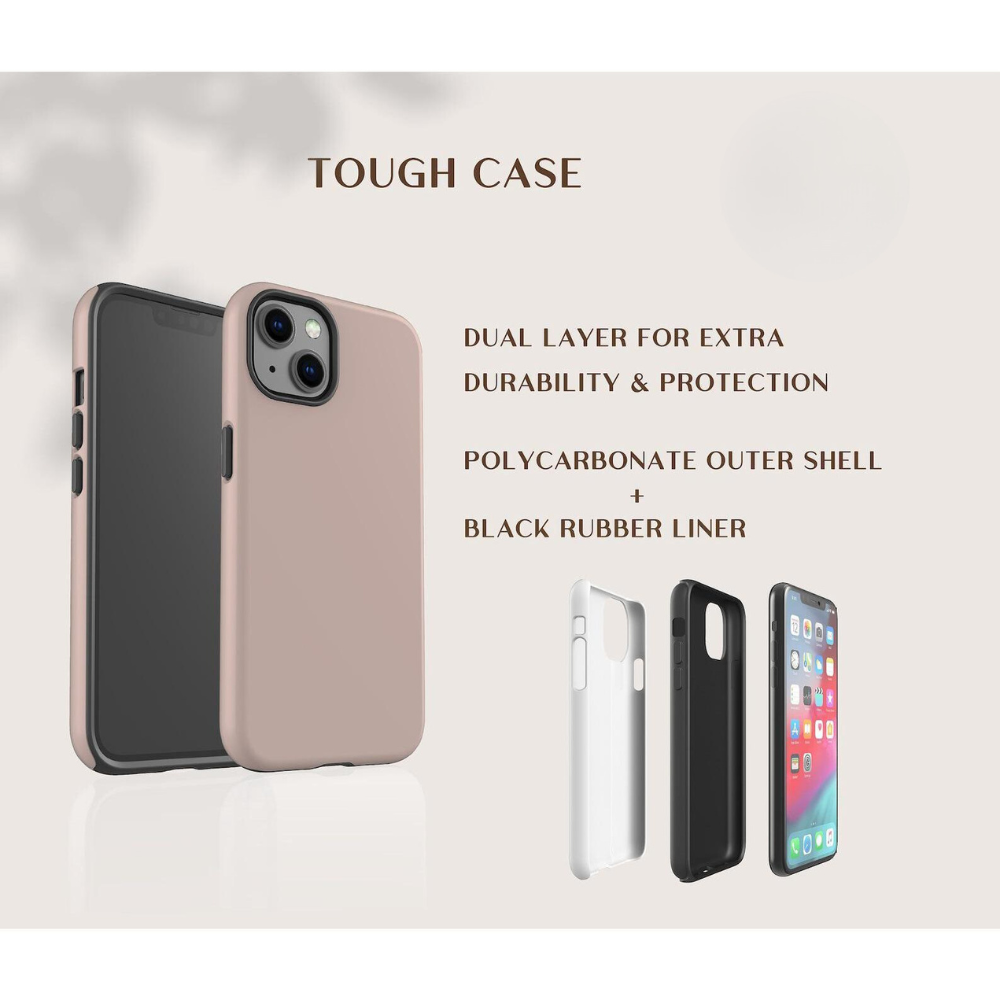 TOUGH CASE
DUAL LAYER FOR EXTRA
DURABILITY & PROTECTION
POLYCARBONATE OUTER SHELL
+
BLACK RUBBER LINER